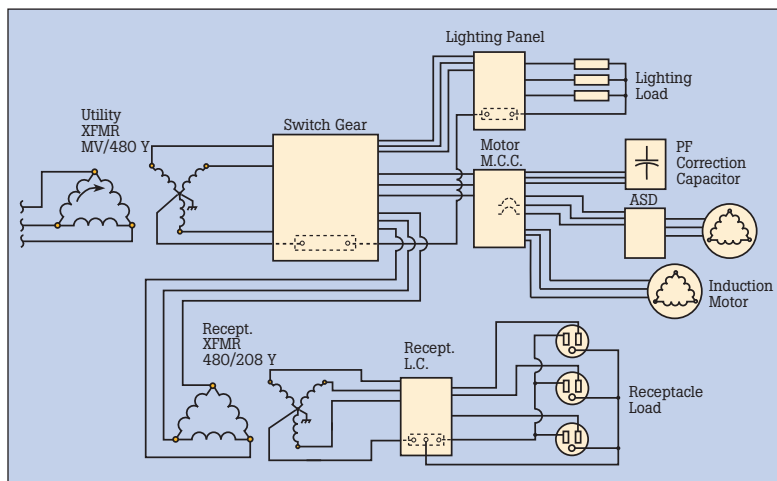 Lighting Panel
Lighting
Load
Utility
XFMR
MV/480 Y
Switch Gear
Motor
M.C.C.
PF
Correction
Capacitor
ASD
Induction
Motor
Recept.
XFMR
480/208 Y
Recept.
L.C.
Receptacle
Load